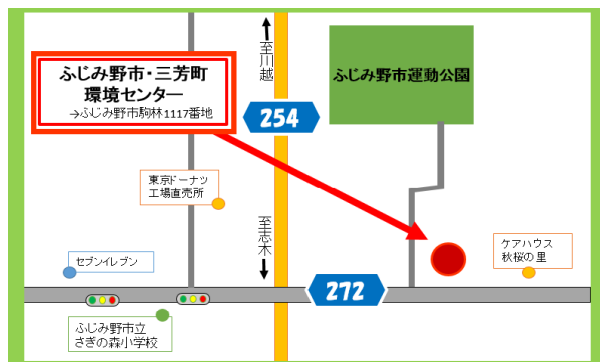 ふじみ野市・三芳町
環境センター
→ふじみ野市駒林1117番地
至川越
ふじみ野市運動公園
254
東京ドーナツ
工場直売所
至志木
セブンイレブン
ケアハウス
秋桜の里
272
ふじみ野市立
さぎの森小学校